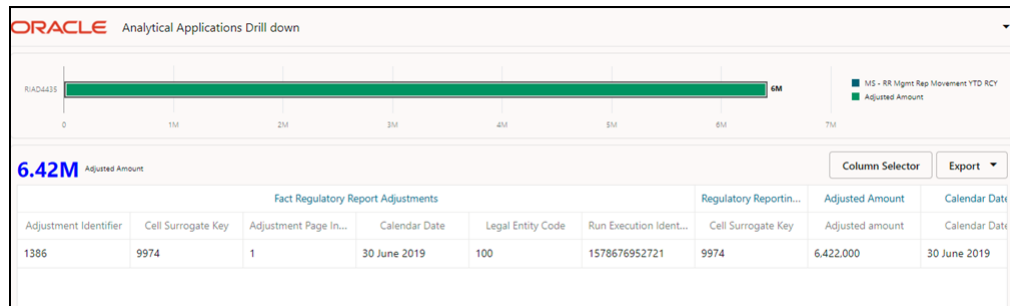 ORACLE Analytical Applications Drill down
MS - RR Mgmt Rep Movement YTD RCY
RIAD4435 6M
Adjusted Amount
0 1M 2M 3M 4M 5M 6M 7M
6.42M Adjusted Amount Column Selector Export
Fact Regulatory Report Adjustments Regulatory Reportin... Adjusted Amount Calendar Date
Adjustment Identifier Cell Surrogate Key Adjustment Page In... Calendar Date Legal Entity Code Run Execution Ident... Cell Surrogate Key Adjusted amount Calendar Date
1386 9974 1 30 June 2019 100 1578676952721 9974 6,422,000 30 June 2019